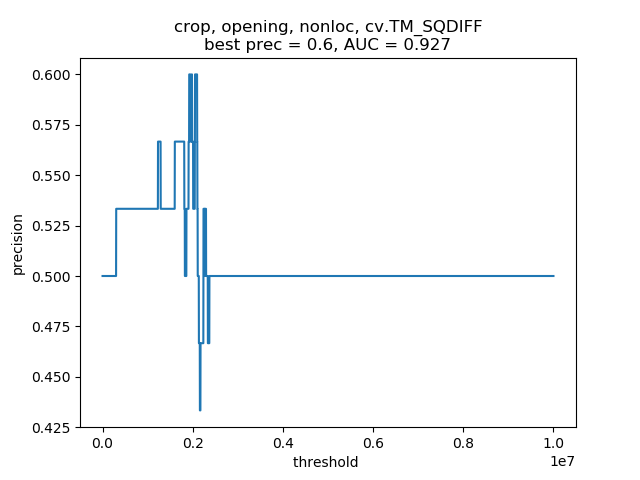 crop, opening, nonloc, cv.TM_SQDIFF
best prec = 0.6, AUC = 0.927
0.600
0.575
0.550
0.525
0.500
0.475
0.450
0.425
precision
0.0 0.2 0.4 0.6 0.8 1.0
1e7
threshold